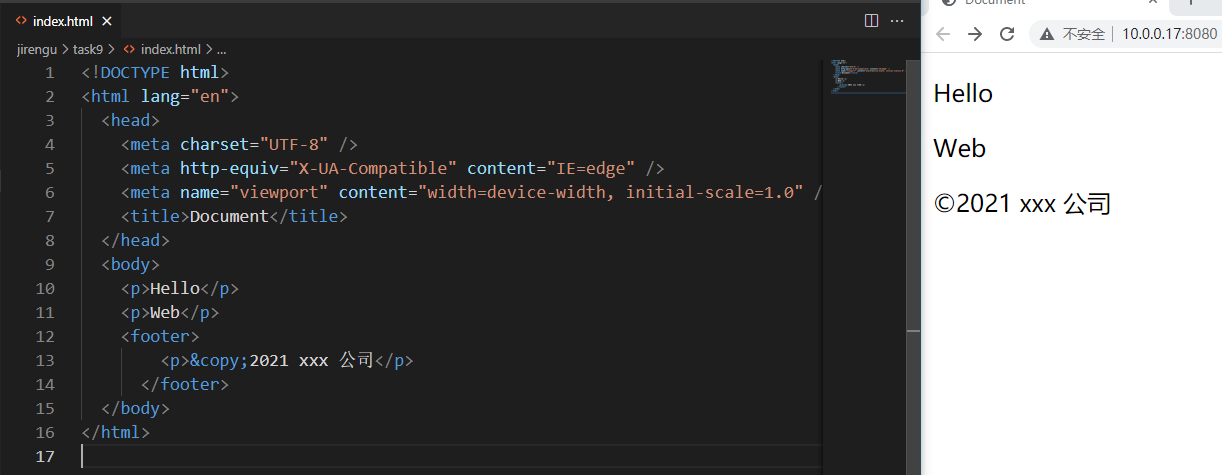 index.html
jirengu > task9 > index.html > ...
1 <!DOCTYPE html>
2 <html lang="en">
3 <head>
4 <meta charset="UTF-8" />
5 <meta http-equiv="X-UA-Compatible" content="IE=edge" />
6 <meta name="viewport" content="width=device-width, initial-scale=1.0" /
7 <title>Document</title>
8 </head>
9 <body>
10 <p>Hello</p>
11 <p>Web</p>
12 <footer>
13 <p>&copy;2021 xxx 公司</p>
14 </footer>
15 </body>
16 </html>
17
Document
不安全 | 10.0.0.17:8080
Hello
Web
©2021 xxx 公司